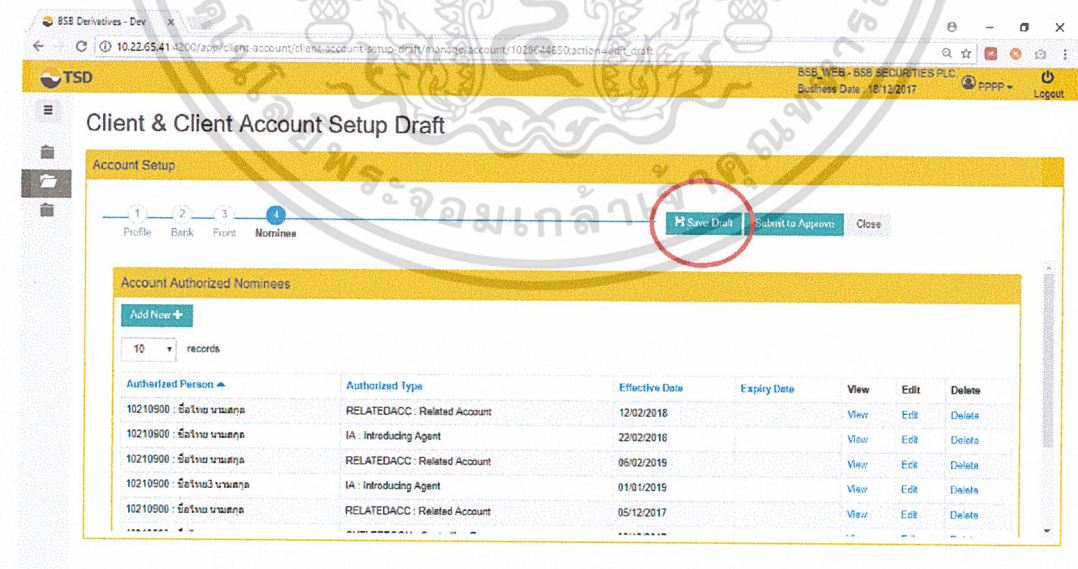 BSB Derivatives - Dev
10.22.65.41:4200/app/client-account/client-account-setup-draft/manage/account/1028644650;action=edit_draft
TSD
BSB_WEB - BSB SECURITIES PLC.
Business Date : 18/12/2017
PPPP
Logout
Client & Client Account Setup Draft
Account Setup
1 2 3 4
Profile Bank Front Nominee
Save Draft Submit to Approve Close
Account Authorized Nominees
Add New +
10 records
Authorized Person Authorized Type Effective Date Expiry Date View Edit Delete
10210900 : ชื่อไทย นามสกุล RELATEDACC : Related Account 12/02/2018 View Edit Delete
10210900 : ชื่อไทย นามสกุล IA : Introducing Agent 22/02/2018 View Edit Delete
10210900 : ชื่อไทย นามสกุล RELATEDACC : Related Account 06/02/2019 View Edit Delete
10210900 : ชื่อไทย3 นามสกุล IA : Introducing Agent 01/01/2019 View Edit Delete
10210900 : ชื่อไทย นามสกุล RELATEDACC : Related Account 05/12/2017 View Edit Delete